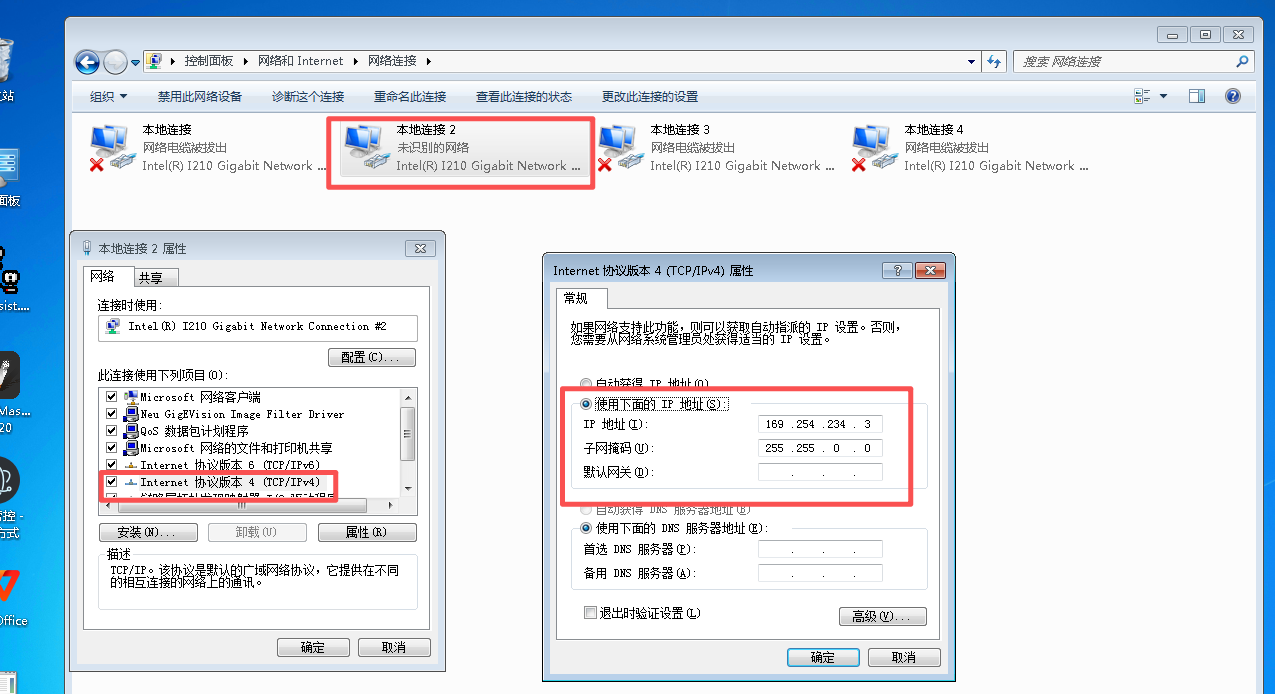 控制面板 ▸ 网络和 Internet ▸ 网络连接 ▸
搜索 网络连接
组织 ▼ 禁用此网络设备 诊断这个连接 重命名此连接 查看此连接的状态 更改此连接的设置
本地连接
网络电缆被拔出
Intel(R) I210 Gigabit Network ...
本地连接 2
未识别的网络
Intel(R) I210 Gigabit Network ...
本地连接 3
网络电缆被拔出
Intel(R) I210 Gigabit Network ...
本地连接 4
网络电缆被拔出
Intel(R) I210 Gigabit Network ...
本地连接 2 属性
网络 共享
连接时使用:
Intel(R) I210 Gigabit Network Connection #2
配置(C)...
此连接使用下列项目(O):
Microsoft 网络客户端
Neu GigEVision Image Filter Driver
QoS 数据包计划程序
Microsoft 网络的文件和打印机共享
Internet 协议版本 6 (TCP/IPv6)
Internet 协议版本 4 (TCP/IPv4)
安装(N)... 卸载(U) 属性(R)
描述
TCP/IP。该协议是默认的广域网络协议，它提供在不同
的相互连接的网络上的通讯。
确定 取消
Internet 协议版本 4 (TCP/IPv4) 属性
常规
如果网络支持此功能，则可以获取自动指派的 IP 设置。否则，
您需要从网络系统管理员处获得适当的 IP 设置。
自动获得 IP 地址(O)
使用下面的 IP 地址(S):
IP 地址(I): 169 .254 .234 . 3
子网掩码(U): 255 .255 . 0 . 0
默认网关(D): . . .
自动获得 DNS 服务器地址(B)
使用下面的 DNS 服务器地址(E):
首选 DNS 服务器(P): . . .
备用 DNS 服务器(A): . . .
退出时验证设置(L)
高级(V)...
确定 取消
站
面板
sist....
Mas...
20
控 -
方式
Office